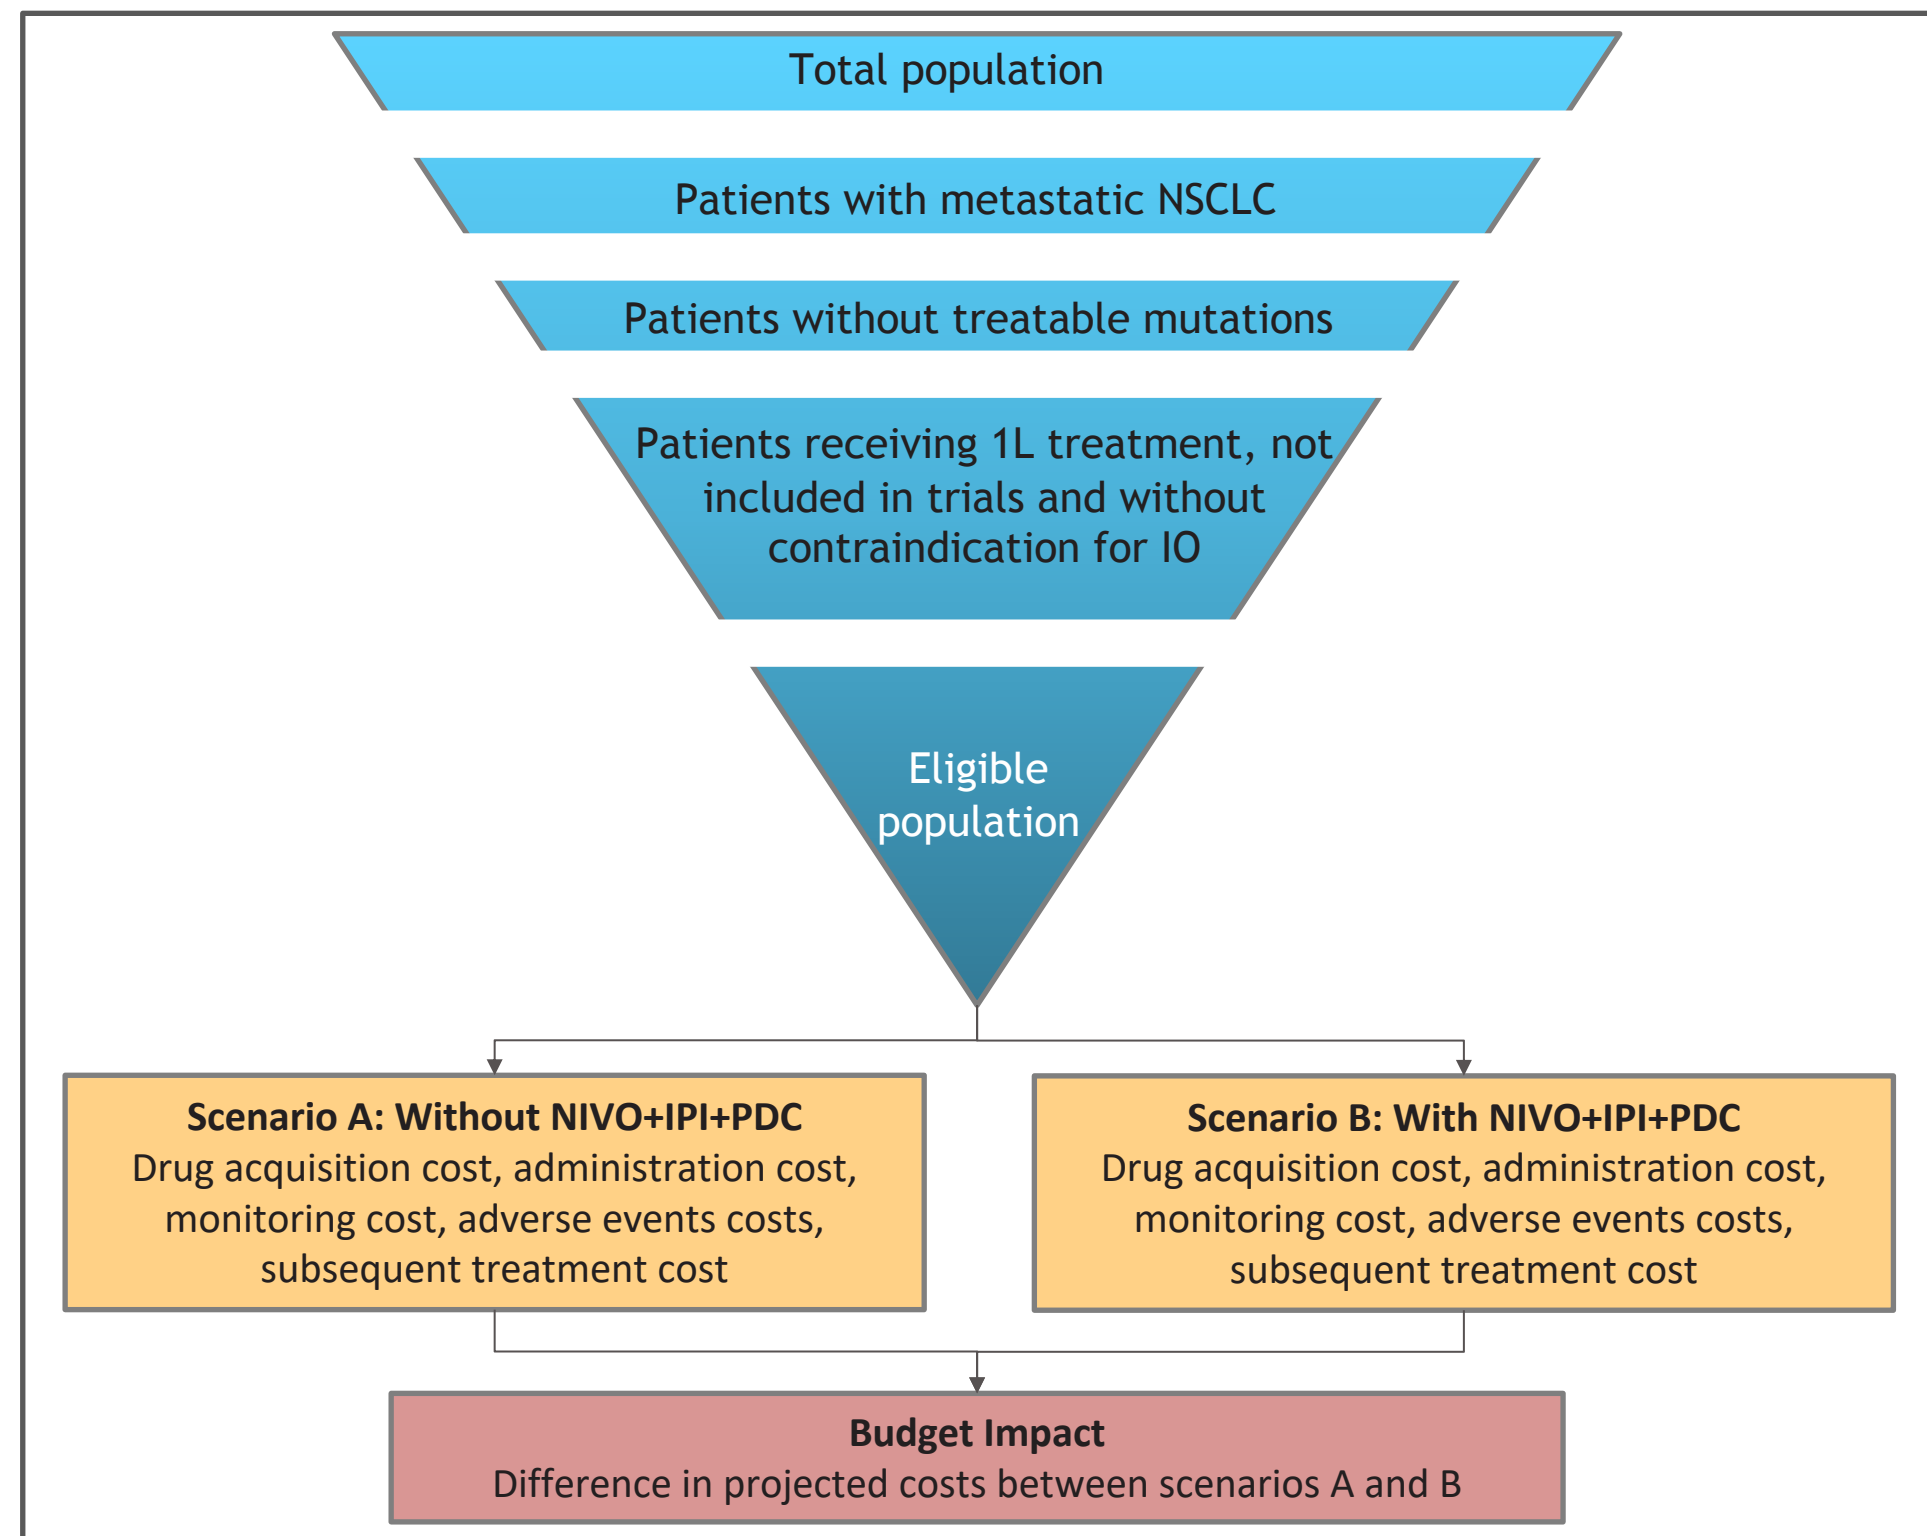 Total population
Patients with metastatic NSCLC
Patients without treatable mutations
Patients receiving 1L treatment, not
included in trials and without
contraindication for IO
Eligible
population
Scenario A: Without NIVO+IPI+PDC
Drug acquisition cost, administration cost,
monitoring cost, adverse events costs,
subsequent treatment cost
Scenario B: With NIVO+IPI+PDC
Drug acquisition cost, administration cost,
monitoring cost, adverse events costs,
subsequent treatment cost
Budget Impact
Difference in projected costs between scenarios A and B